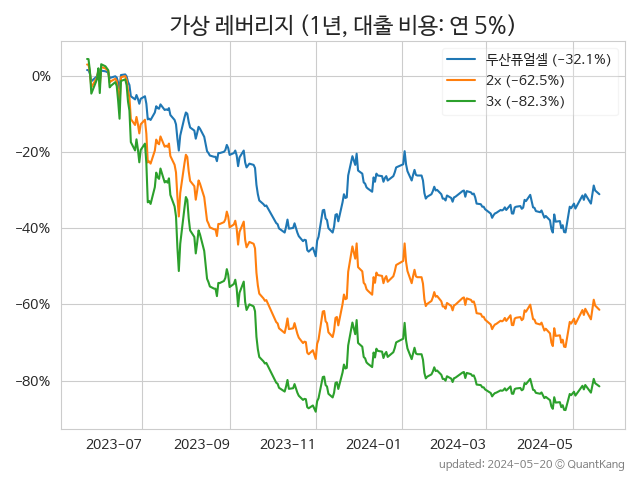 가상 레버리지 (1년, 대출 비용: 연 5%)
두산퓨얼셀 (−32.1%)
2x (−62.5%)
3x (−82.3%)
0%
−20%
−40%
−60%
−80%
2023−07 2023−09 2023−11 2024−01 2024−03 2024−05
updated: 2024−05−20 © QuantKang